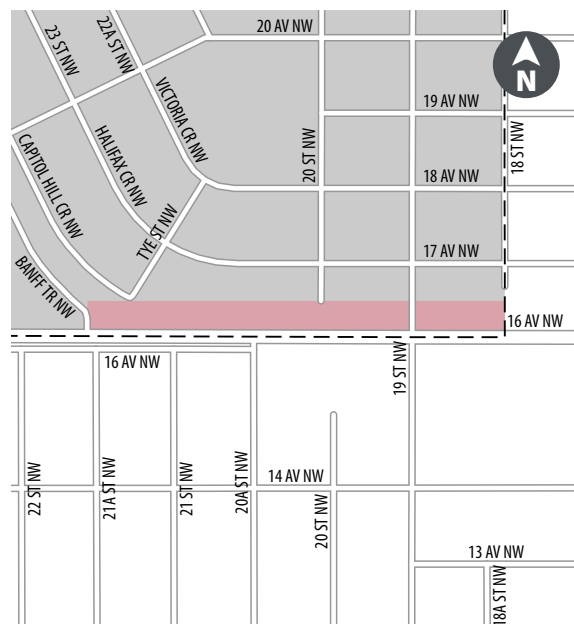 20 AV NW
23 ST NW
22A ST NW
N
VICTORIA CR NW
19 AV NW
HALIFAX CR NW
CAPITOL HILL CR NW
20 ST NW
18 ST NW
18 AV NW
TYE ST NW
17 AV NW
BANFF TR NW
16 AV NW
16 AV NW
19 ST NW
14 AV NW
22 ST NW
21A ST NW
21 ST NW
20A ST NW
20 ST NW
13 AV NW
18A ST NW